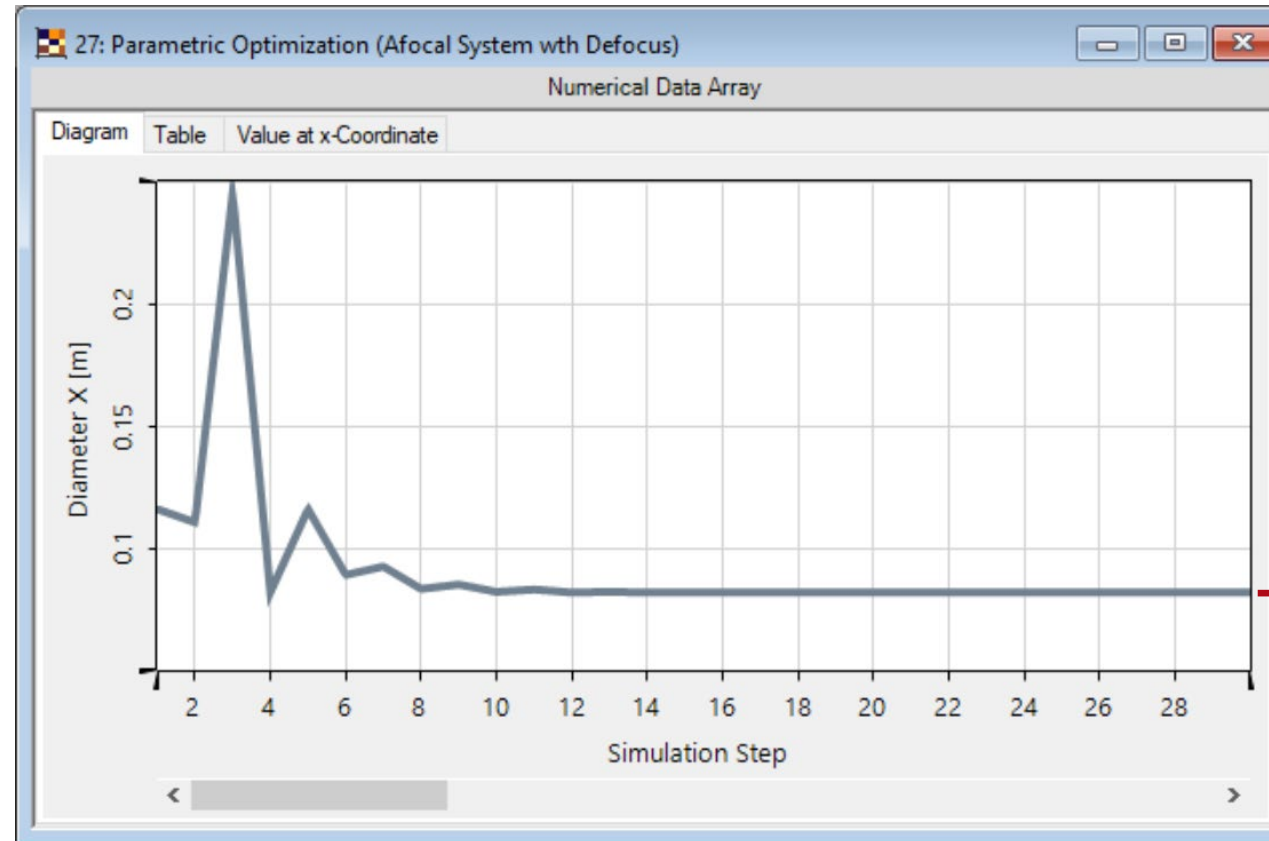 27: Parametric Optimization (Afocal System wth Defocus)
Numerical Data Array
Diagram Table Value at x-Coordinate
Diameter X [m]
0.2
0.15
0.1
2 4 6 8 10 12 14 16 18 20 22 24 26 28
Simulation Step